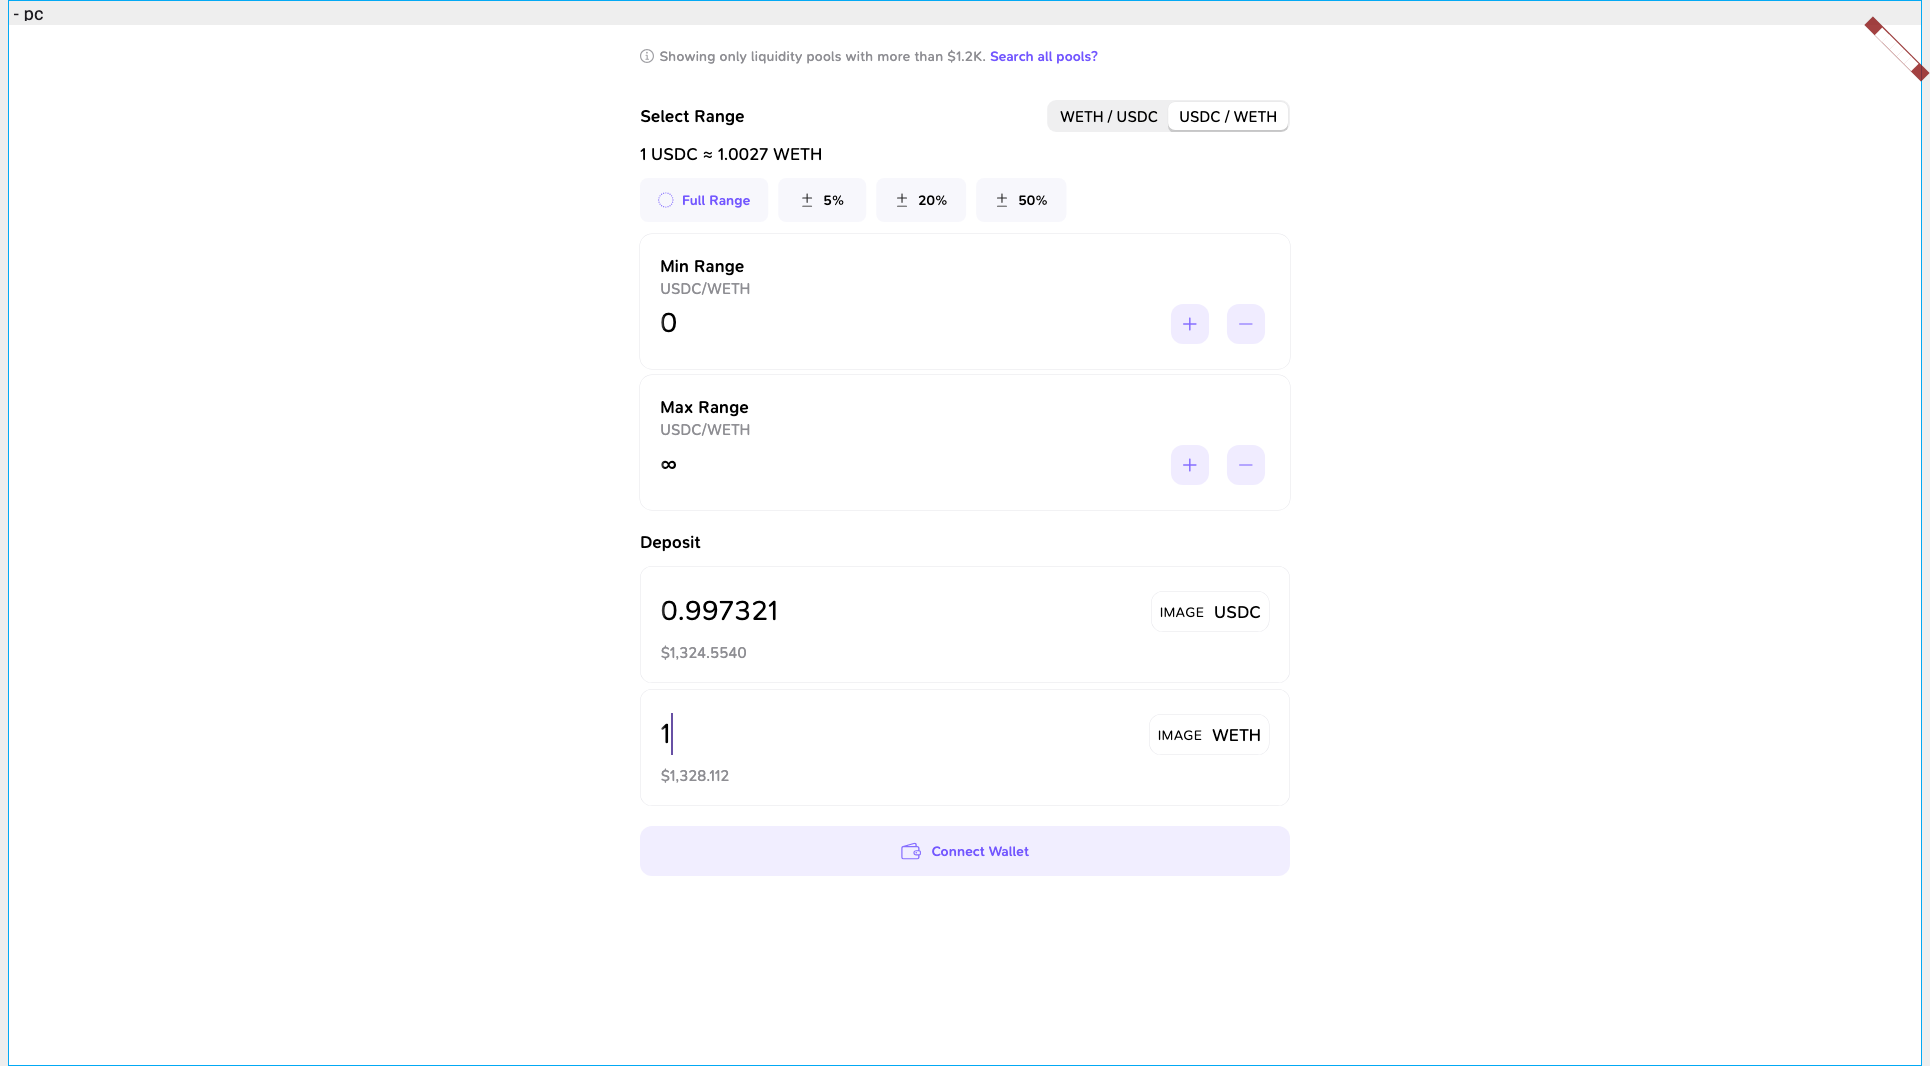 - pc
Showing only liquidity pools with more than $1.2K. Search all pools?
Select Range
WETH / USDC USDC / WETH
1 USDC ≈ 1.0027 WETH
Full Range ± 5% ± 20% ± 50%
Min Range
USDC/WETH
0
Max Range
USDC/WETH
∞
Deposit
0.997321 IMAGE USDC
$1,324.5540
1 IMAGE WETH
$1,328.112
Connect Wallet